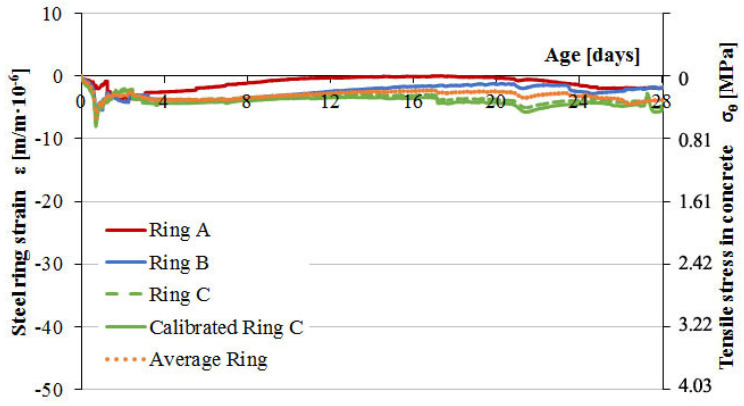 10
0
-10
-20
-30
-40
-50
Steel ring strain ε [m/m·10⁻⁶]
Age [days]
0 4 8 12 16 20 24 28
Ring A
Ring B
Ring C
Calibrated Ring C
Average Ring
0
0.81
1.61
2.42
3.22
4.03
Tensile stress in concrete σθ [MPa]